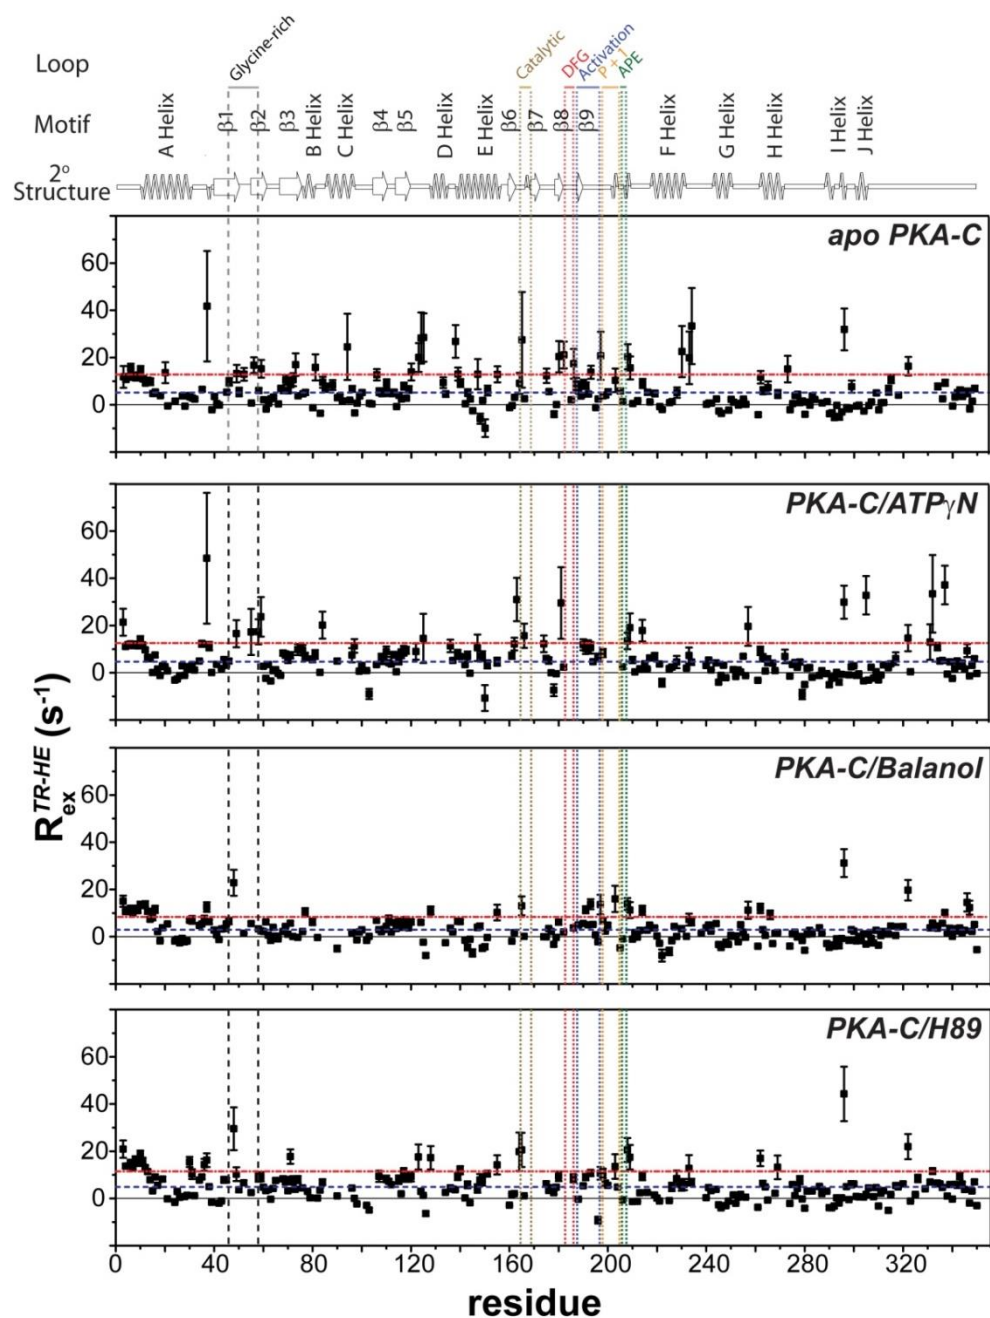 Loop
Glycine-rich
Catalytic
DFG
Activation
P + 1
APE
Motif
A Helix
β1
β2
β3
B Helix
C Helix
β4
β5
D Helix
E Helix
β6
β7
β8
β9
F Helix
G Helix
H Helix
I Helix
J Helix
2° Structure
apo PKA-C
60
40
20
0
PKA-C/ATPγN
60
40
20
0
PKA-C/Balanol
60
40
20
0
PKA-C/H89
60
40
20
0
R_ex^TR-HE (s⁻¹)
0 40 80 120 160 200 240 280 320
residue